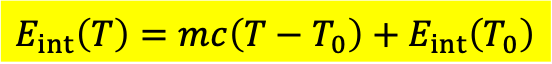 E_int(T) = mc(T − T_0) + E_int(T_0)